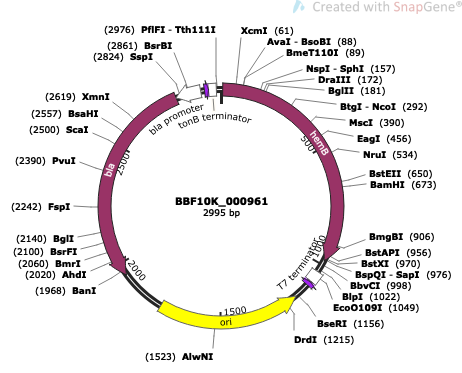 Created with SnapGene®
(2976) PflFI - Tth111I
(2861) BsrBI
(2824) SspI
XcmI (61)
AvaI - BsoBI (88)
BmeT110I (89)
NspI - SphI (157)
DraIII (172)
BglII (181)
BtgI - NcoI (292)
MscI (390)
EagI (456)
NruI (534)
BstEII (650)
BamHI (673)
BmgBI (906)
BstAPI (956)
BstXI (970)
BspQI - SapI (976)
BbvCI (998)
BlpI (1022)
EcoO109I (1049)
BseRI (1156)
DrdI (1215)
(1523) AlwNI
(1968) BanI
(2020) AhdI
(2060) BmrI
(2100) BsrFI
(2140) BglI
(2242) FspI
(2390) PvuI
(2500) ScaI
(2557) BsaHI
(2619) XmnI
bla promoter
tonB terminator
hemB
500
1000
T7 terminator
1500
ori
2000
bla
2500
BBF10K_000961
2995 bp